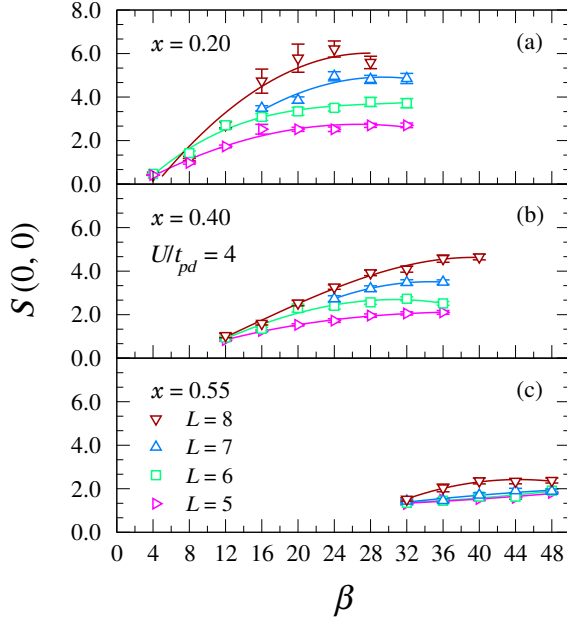 8.0
x = 0.20
(a)
6.0
4.0
2.0
0.0
6.0
x = 0.40
(b)
4.0
U/t_pd = 4
2.0
0.0
S (0, 0)
6.0
x = 0.55
(c)
L = 8
4.0
L = 7
L = 6
2.0
L = 5
0.0
0 4 8 12 16 20 24 28 32 36 40 44 48
β